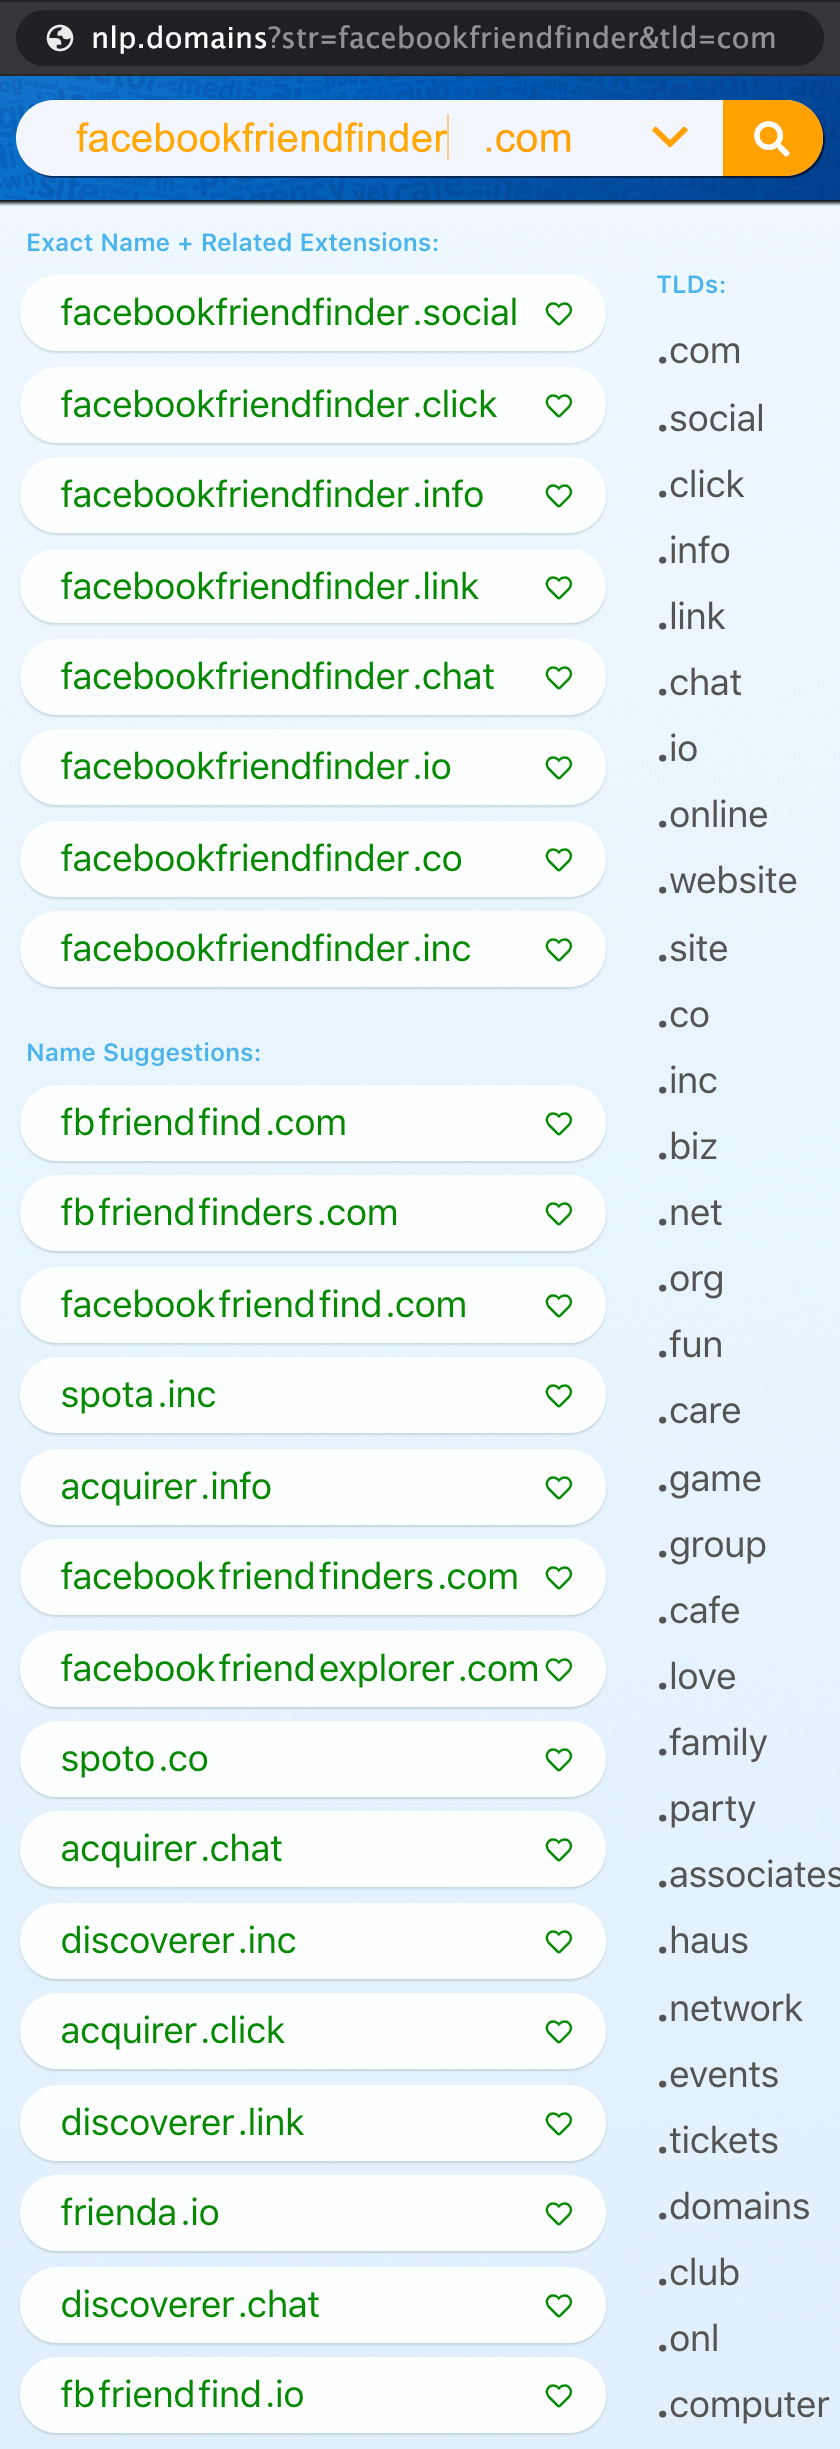 nlp.domains?str=facebookfriendfinder&tld=com
facebookfriendfinder .com
Exact Name + Related Extensions:
facebookfriendfinder.social
facebookfriendfinder.click
facebookfriendfinder.info
facebookfriendfinder.link
facebookfriendfinder.chat
facebookfriendfinder.io
facebookfriendfinder.co
facebookfriendfinder.inc
Name Suggestions:
fbfriendfind.com
fbfriendfinders.com
facebookfriendfind.com
spota.inc
acquirer.info
facebookfriendfinders.com
facebookfriendexplorer.com
spoto.co
acquirer.chat
discoverer.inc
acquirer.click
discoverer.link
frienda.io
discoverer.chat
fbfriendfind.io
TLDs:
.com
.social
.click
.info
.link
.chat
.io
.online
.website
.site
.co
.inc
.biz
.net
.org
.fun
.care
.game
.group
.cafe
.love
.family
.party
.associates
.haus
.network
.events
.tickets
.domains
.club
.onl
.computer